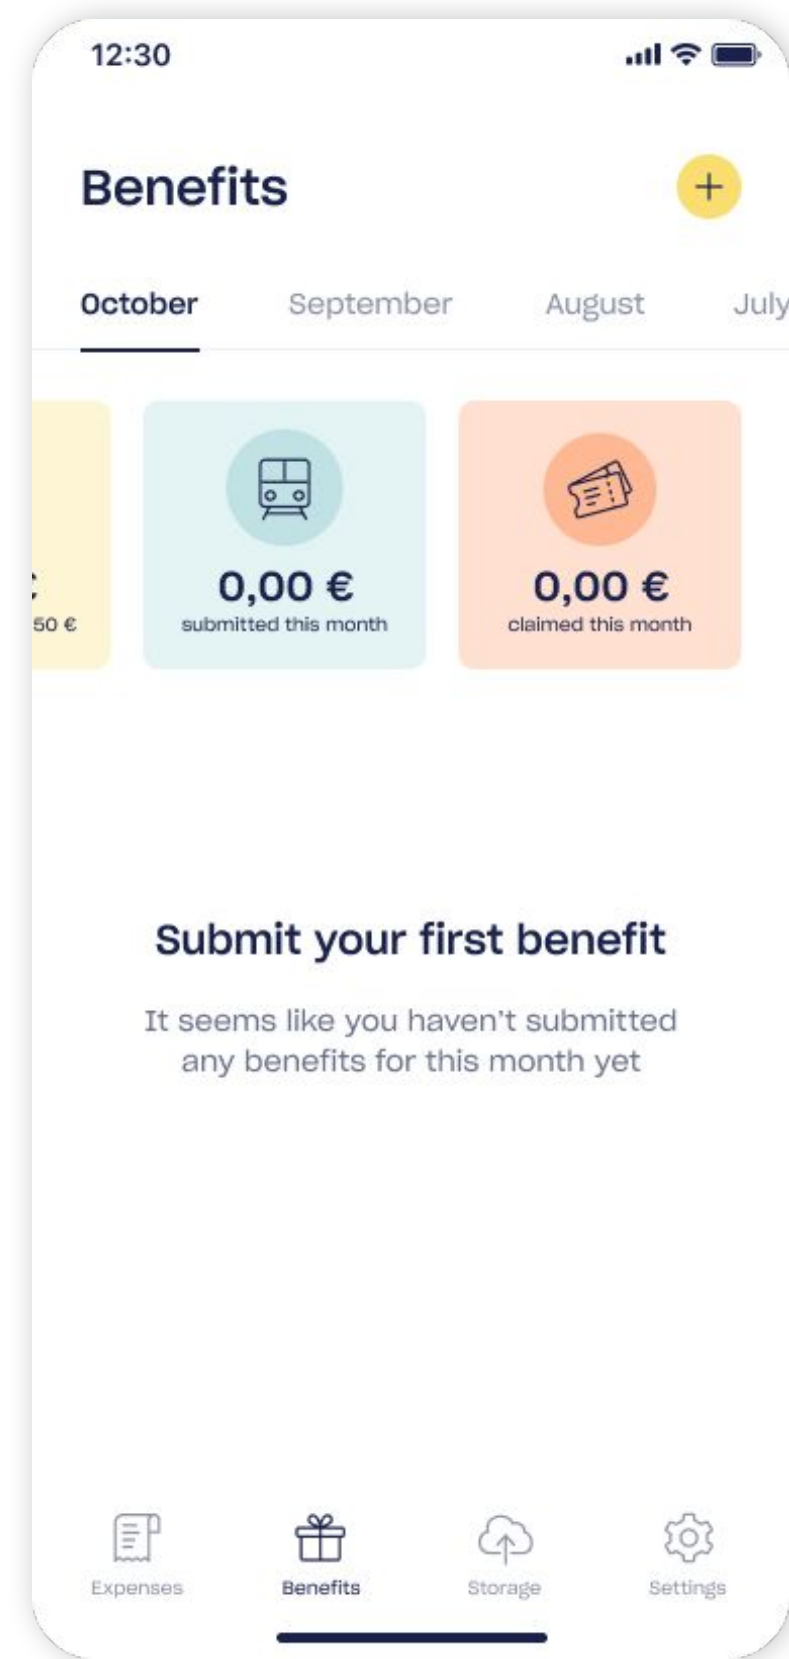 12:30
Benefits
October September August July
50 €
0,00 €
submitted this month
0,00 €
claimed this month
Submit your first benefit
It seems like you haven't submitted
any benefits for this month yet
Expenses Benefits Storage Settings